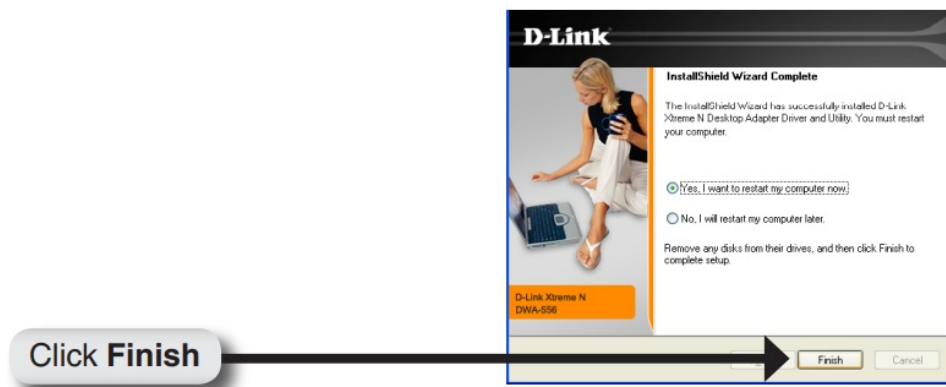 D-Link
InstallShield Wizard Complete
The InstallShield Wizard has successfully installed D-Link
Xtreme N Desktop Adapter Driver and Utility. You must restart
your computer.
Yes, I want to restart my computer now.
No, I will restart my computer later.
Remove any disks from their drives, and then click Finish to
complete setup.
D-Link Xtreme N
DWA-556
Click Finish
Finish
Cancel